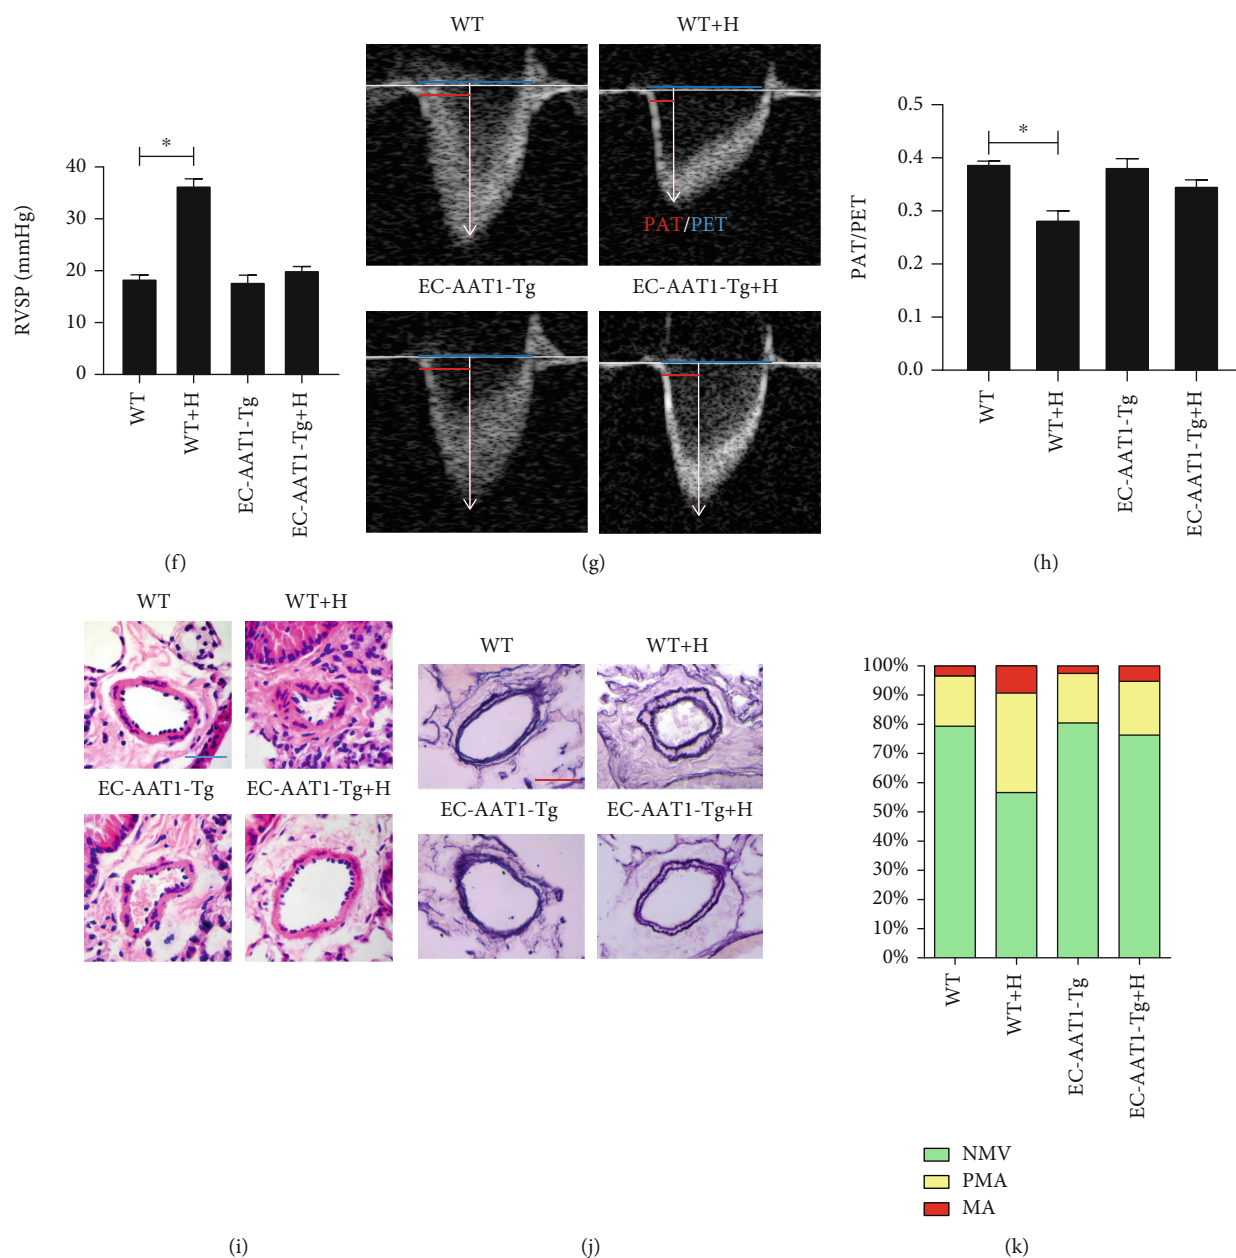 *
40
30
20
10
0
RVSP (mmHg)
WT
WT+H
EC-AAT1-Tg
EC-AAT1-Tg+H
(f)
WT
WT+H
PAT/PET
EC-AAT1-Tg
EC-AAT1-Tg+H
(g)
*
0.5
0.4
0.3
0.2
0.1
0.0
PAT/PET
WT
WT+H
EC-AAT1-Tg
EC-AAT1-Tg+H
(h)
WT
WT+H
EC-AAT1-Tg
EC-AAT1-Tg+H
(i)
WT
WT+H
EC-AAT1-Tg
EC-AAT1-Tg+H
(j)
100%
90%
80%
70%
60%
50%
40%
30%
20%
10%
0%
WT
WT+H
EC-AAT1-Tg
EC-AAT1-Tg+H
NMV
PMA
MA
(k)